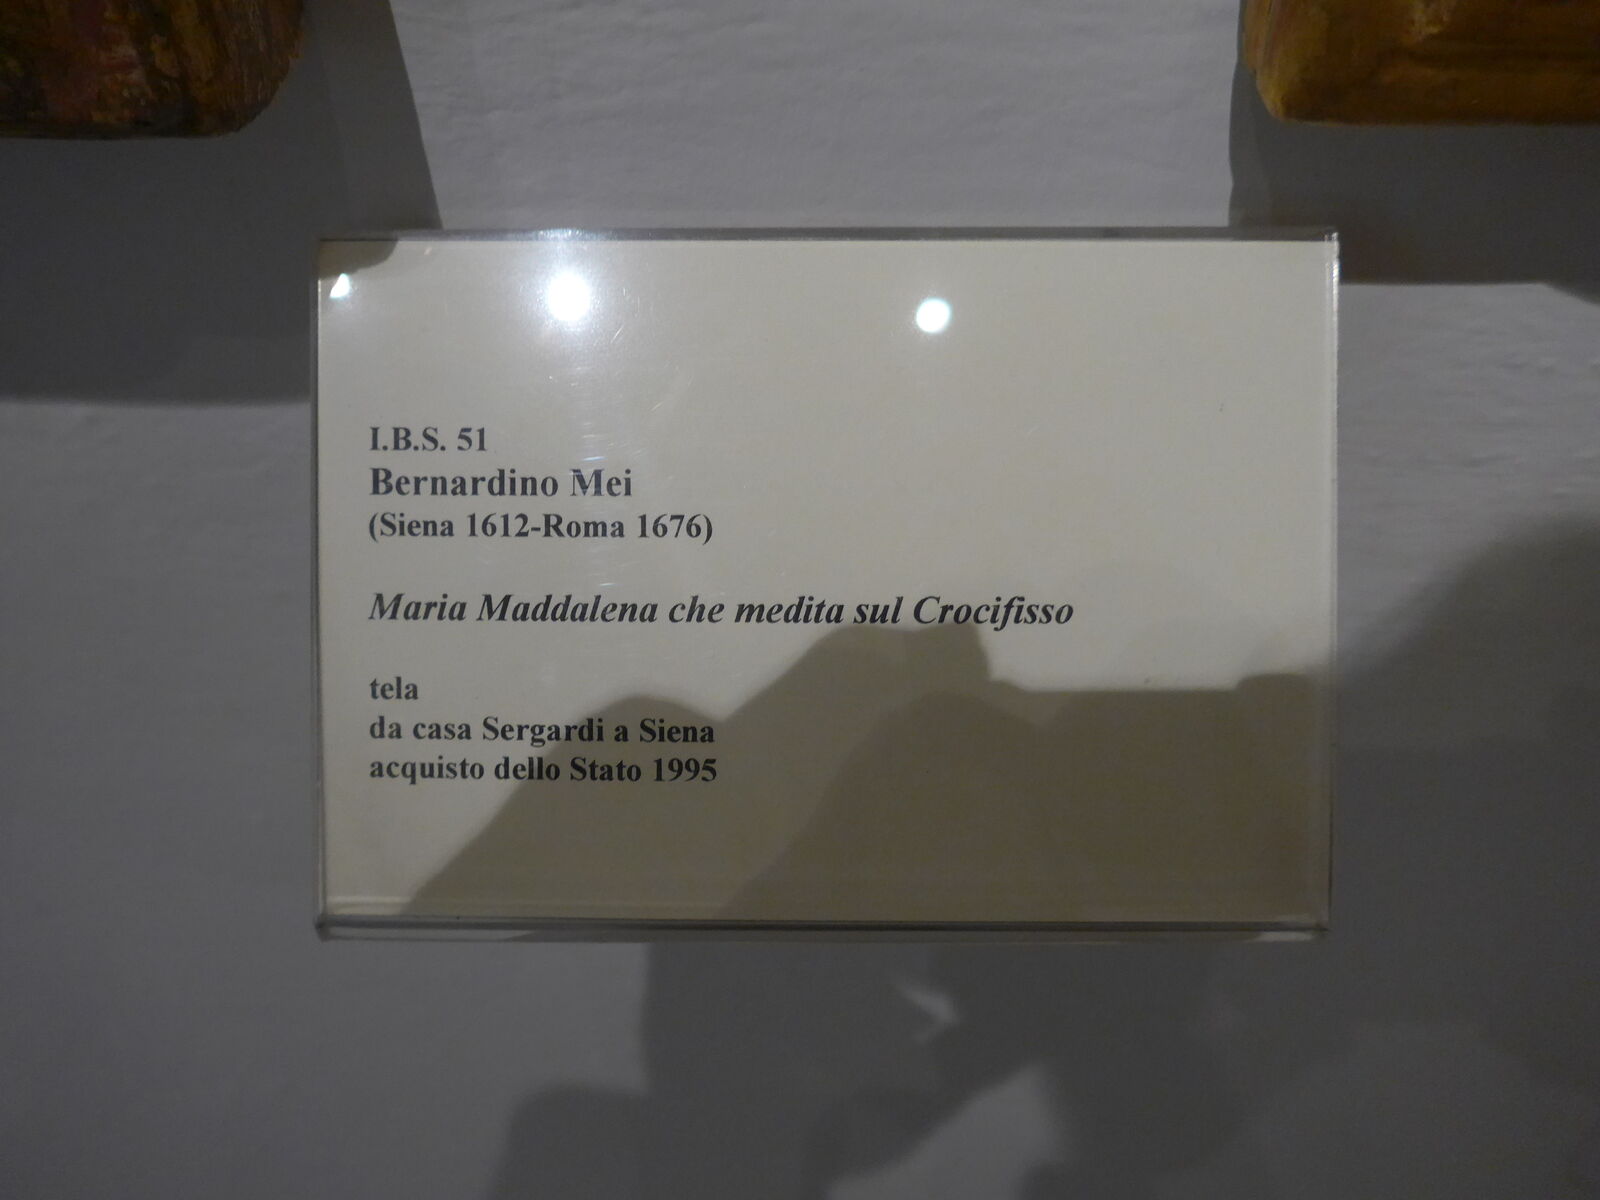 I.B.S. 51
Bernardino Mei
(Siena 1612-Roma 1676)
Maria Maddalena che medita sul Crocifisso
tela
da casa Sergardi a Siena
acquisto dello Stato 1995